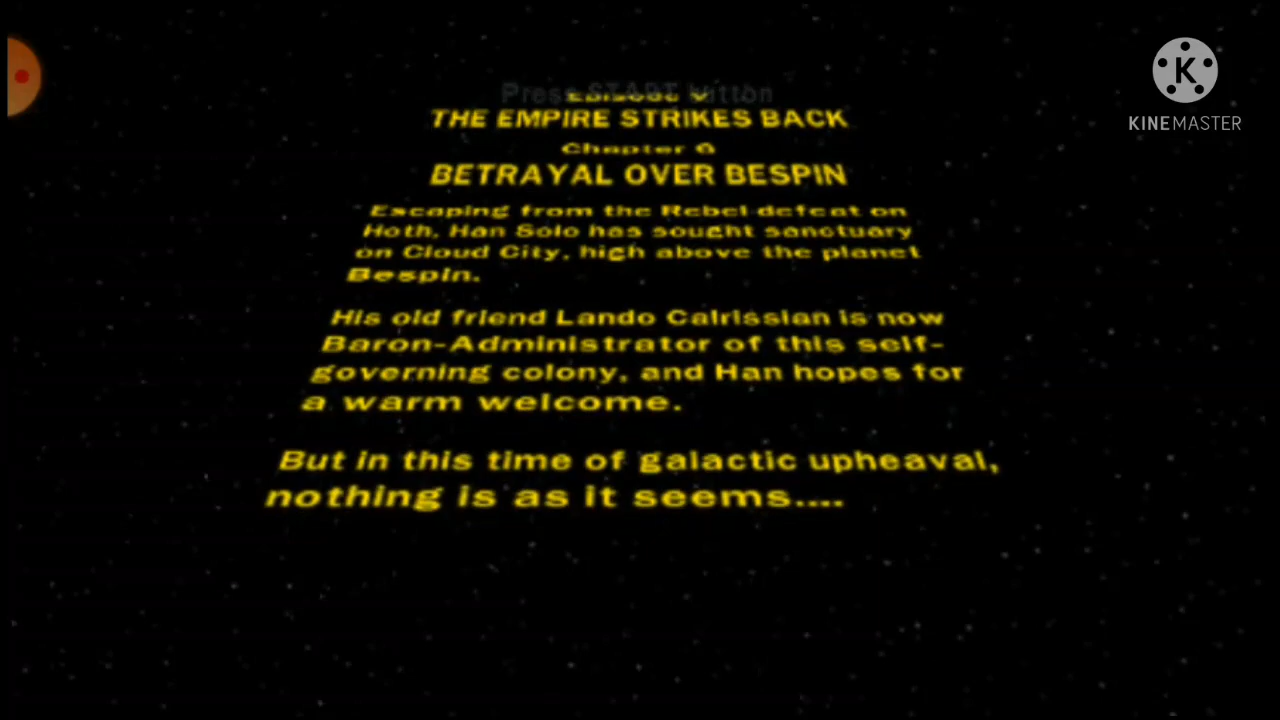 Press START button
Episode V
THE EMPIRE STRIKES BACK
Chapter 6
BETRAYAL OVER BESPIN
Escaping from the Rebel defeat on
Hoth, Han Solo has sought sanctuary
on Cloud City, high above the planet
Bespin.
His old friend Lando Calrissian is now
Baron-Administrator of this self-
governing colony, and Han hopes for
a warm welcome.
But in this time of galactic upheaval,
nothing is as it seems....
K
KINEMASTER